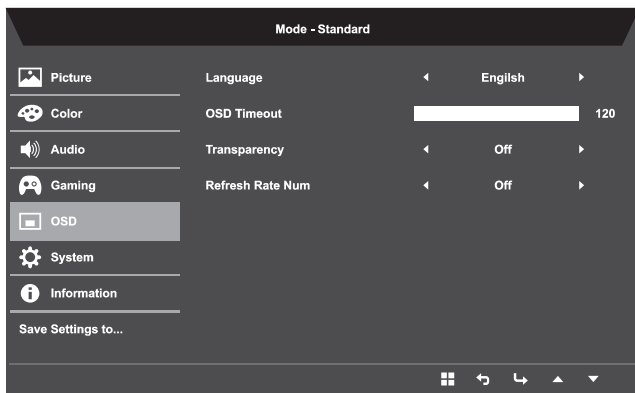 Mode - Standard
Picture
Language
Engilsh
Color
OSD Timeout
120
Audio
Transparency
Off
Gaming
Refresh Rate Num
Off
OSD
System
Information
Save Settings to...